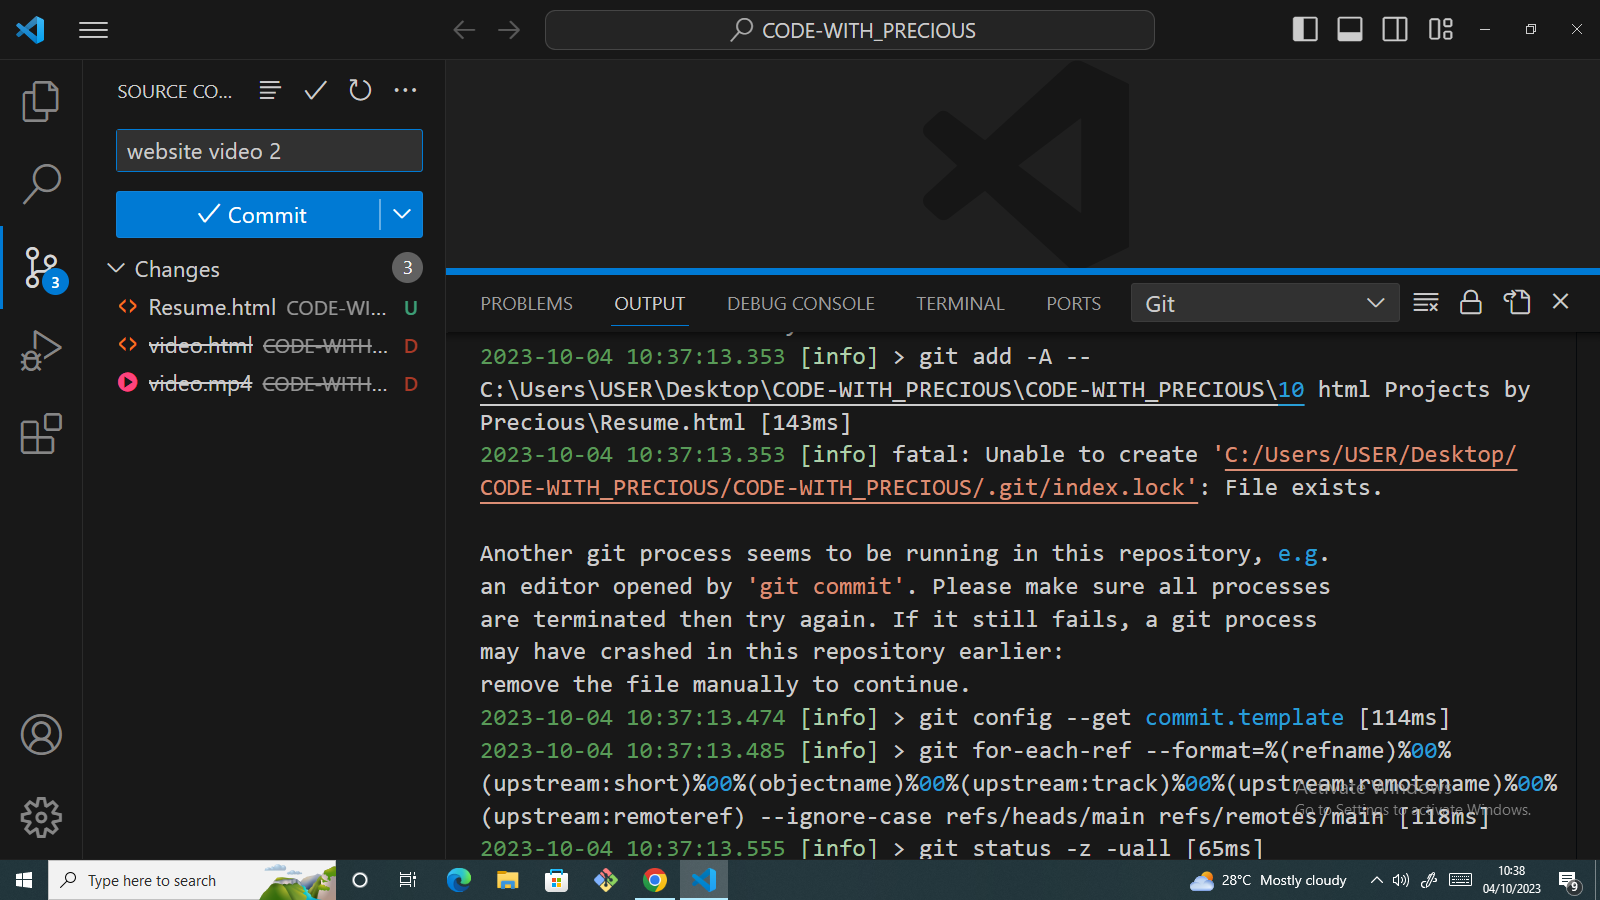 CODE-WITH_PRECIOUS
SOURCE CO...
website video 2
Commit
Changes 3
Resume.html CODE-WI... U
video.html CODE-WITH... D
video.mp4 CODE-WITH... D
3
PROBLEMS OUTPUT DEBUG CONSOLE TERMINAL PORTS Git
2023-10-04 10:37:13.353 [info] > git add -A --
C:\Users\USER\Desktop\CODE-WITH_PRECIOUS\CODE-WITH_PRECIOUS\10 html Projects by
Precious\Resume.html [143ms]
2023-10-04 10:37:13.353 [info] fatal: Unable to create 'C:/Users/USER/Desktop/
CODE-WITH_PRECIOUS/CODE-WITH_PRECIOUS/.git/index.lock': File exists.
Another git process seems to be running in this repository, e.g.
an editor opened by 'git commit'. Please make sure all processes
are terminated then try again. If it still fails, a git process
may have crashed in this repository earlier:
remove the file manually to continue.
2023-10-04 10:37:13.474 [info] > git config --get commit.template [114ms]
2023-10-04 10:37:13.485 [info] > git for-each-ref --format=%(refname)%00%
(upstream:short)%00%(objectname)%00%(upstream:track)%00%(upstream:remotename)%00%
(upstream:remoteref) --ignore-case refs/heads/main refs/remotes/main [118ms]
2023-10-04 10:37:13.555 [info] > git status -z -uall [65ms]
Activate Windows
Go to Settings to activate Windows.
Type here to search
28°C Mostly cloudy
10:38
04/10/2023
9